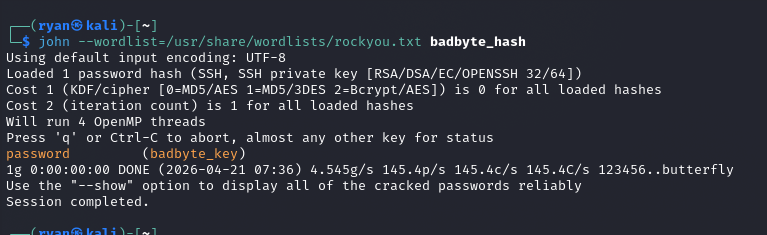 ┌──(ryan㉿kali)-[~]
└─$ john --wordlist=/usr/share/wordlists/rockyou.txt badbyte_hash
Using default input encoding: UTF-8
Loaded 1 password hash (SSH, SSH private key [RSA/DSA/EC/OPENSSH 32/64])
Cost 1 (KDF/cipher [0=MD5/AES 1=MD5/3DES 2=Bcrypt/AES]) is 0 for all loaded hashes
Cost 2 (iteration count) is 1 for all loaded hashes
Will run 4 OpenMP threads
Press 'q' or Ctrl-C to abort, almost any other key for status
password         (badbyte_key)
1g 0:00:00:00 DONE (2026-04-21 07:36) 4.545g/s 145.4p/s 145.4c/s 145.4C/s 123456..butterfly
Use the "--show" option to display all of the cracked passwords reliably
Session completed.
┌──(ryan㉿kali)-[~]